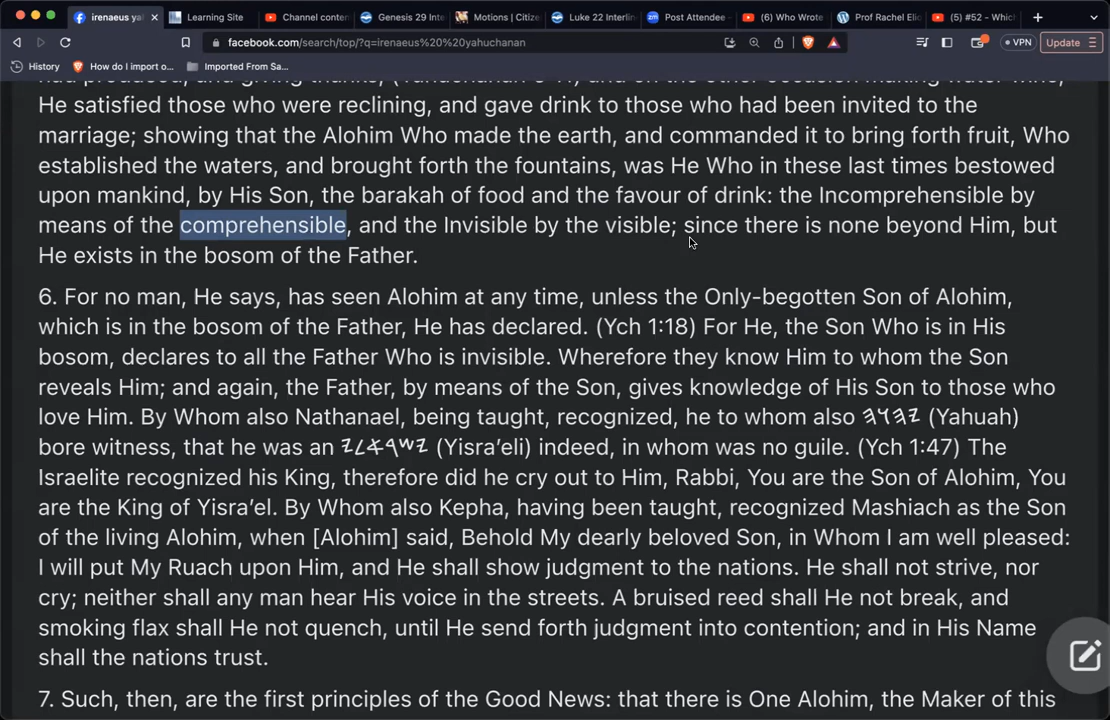 irenaeus yal
Learning Site
Channel conten
Genesis 29 Inte
Motions | Citize
Luke 22 Interlin
Post Attendee -
(6) Who Wrote
Prof Rachel Elio
(5) #52 - Which
facebook.com/search/top/?q=irenaeus%20%20yahuchanan
VPN
Update
History
How do I import o...
Imported From Sa...
He satisfied those who were reclining, and gave drink to those who had been invited to the
marriage; showing that the Alohim Who made the earth, and commanded it to bring forth fruit, Who
established the waters, and brought forth the fountains, was He Who in these last times bestowed
upon mankind, by His Son, the barakah of food and the favour of drink: the Incomprehensible by
means of the comprehensible, and the Invisible by the visible; since there is none beyond Him, but
He exists in the bosom of the Father.
6. For no man, He says, has seen Alohim at any time, unless the Only-begotten Son of Alohim,
which is in the bosom of the Father, He has declared. (Ych 1:18) For He, the Son Who is in His
bosom, declares to all the Father Who is invisible. Wherefore they know Him to whom the Son
reveals Him; and again, the Father, by means of the Son, gives knowledge of His Son to those who
love Him. By Whom also Nathanael, being taught, recognized, he to whom also 𐤉𐤄𐤅𐤄 (Yahuah)
bore witness, that he was an 𐤉𐤔𐤓𐤀𐤋𐤉 (Yisra’eli) indeed, in whom was no guile. (Ych 1:47) The
Israelite recognized his King, therefore did he cry out to Him, Rabbi, You are the Son of Alohim, You
are the King of Yisra’el. By Whom also Kepha, having been taught, recognized Mashiach as the Son
of the living Alohim, when [Alohim] said, Behold My dearly beloved Son, in Whom I am well pleased:
I will put My Ruach upon Him, and He shall show judgment to the nations. He shall not strive, nor
cry; neither shall any man hear His voice in the streets. A bruised reed shall He not break, and
smoking flax shall He not quench, until He send forth judgment into contention; and in His Name
shall the nations trust.
7. Such, then, are the first principles of the Good News: that there is One Alohim, the Maker of this